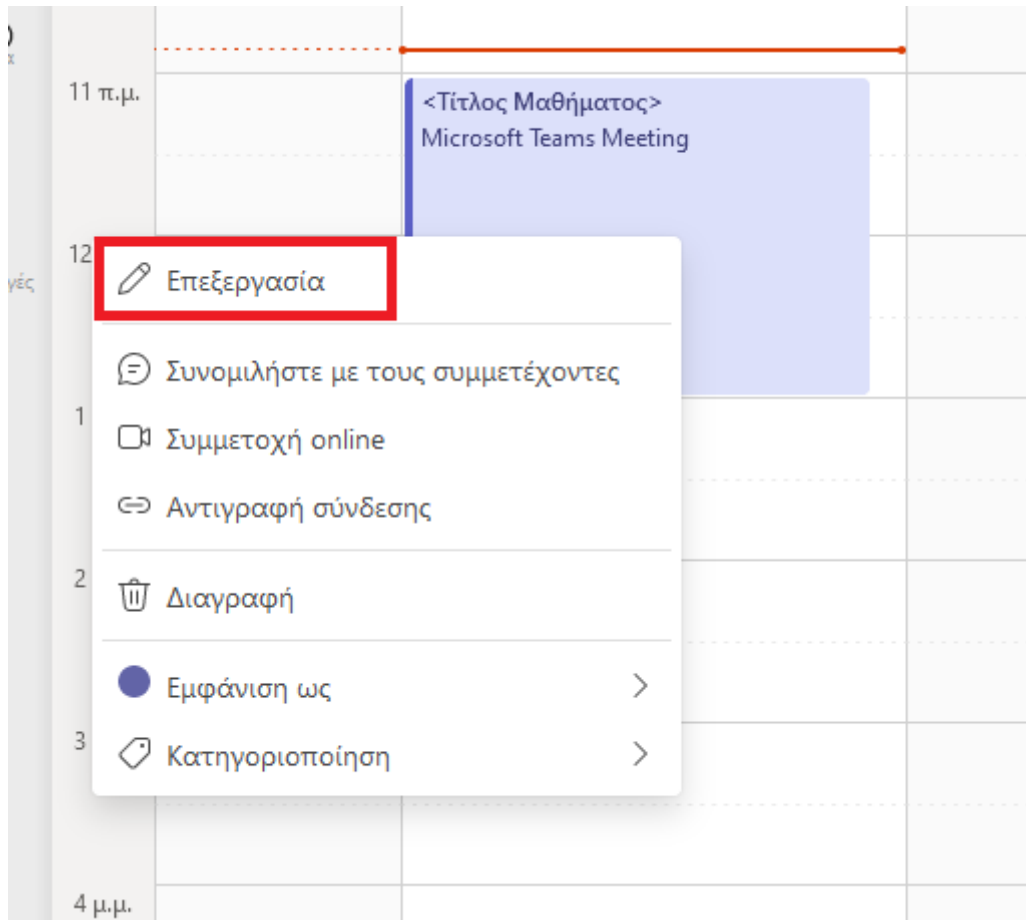 11 π.μ.
<Τίτλος Μαθήματος>
Microsoft Teams Meeting
12
Επεξεργασία
Συνομιλήστε με τους συμμετέχοντες
1
Συμμετοχή online
Αντιγραφή σύνδεσης
2
Διαγραφή
Εμφάνιση ως
3
Κατηγοριοποίηση
4 μ.μ.